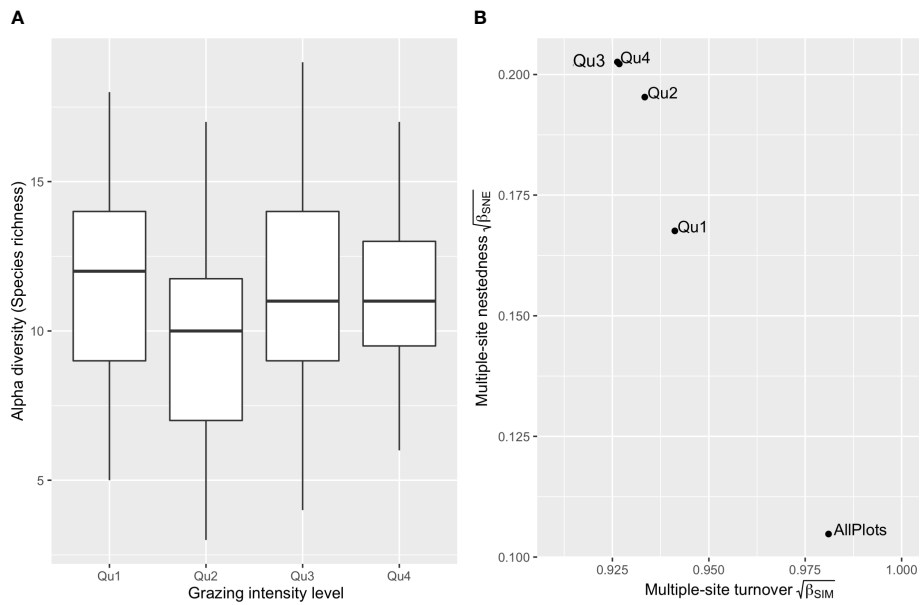 A
Alpha diversity (Species richness)
15
10
5
Qu1 Qu2 Qu3 Qu4
Grazing intensity level
B
Multiple-site nestedness √βSNE
0.200
0.175
0.150
0.125
0.100
Qu3 Qu4
Qu2
Qu1
AllPlots
0.925 0.950 0.975 1.000
Multiple-site turnover √βSIM